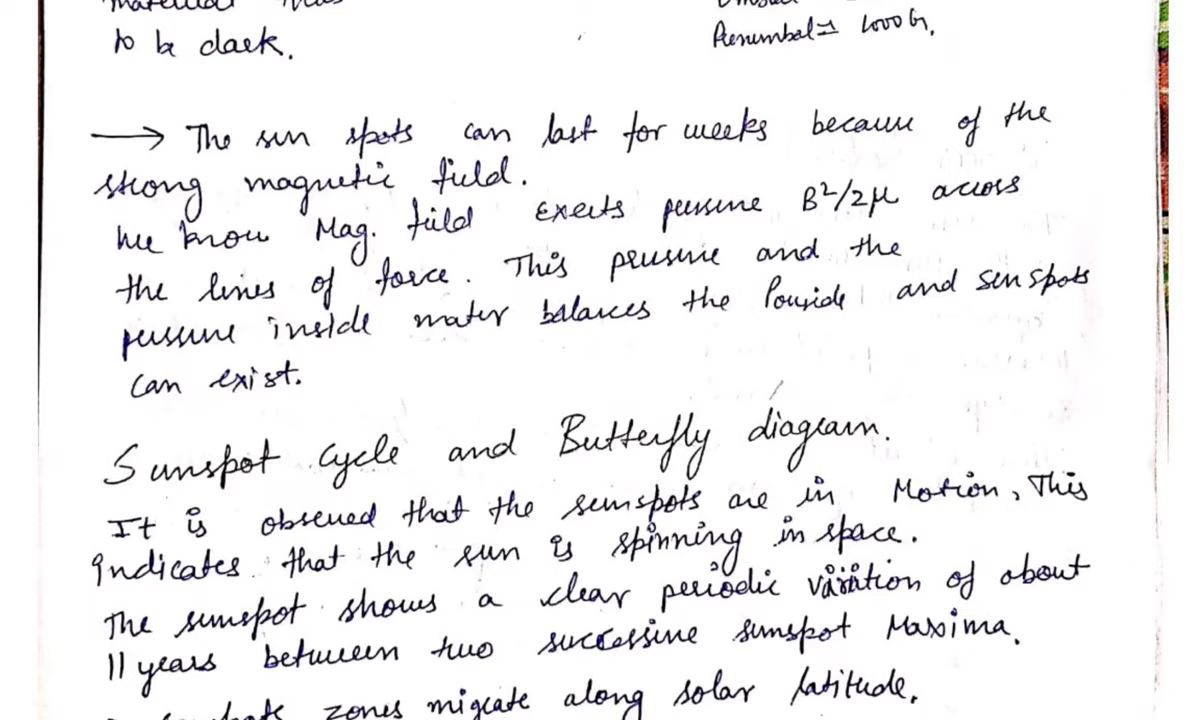 to be dark.
Penumbal ⇒ 1000 G.
→ The sun spots can last for weeks because of the
strong magnetic field.
We know Mag. field exerts pressure B²/2μ across
the lines of force. This pressure and the
pressure inside mater balances the Pouside and sunspots
can exist.
Sunspot cycle and Butterfly diagram.
It is observed that the sunspots are in Motion, This
indicates that the sun is spinning in space.
The sunspot shows a clear periodic variation of about
11 years between two successive sunspot Maxima.
zones migrate along solar latitude.